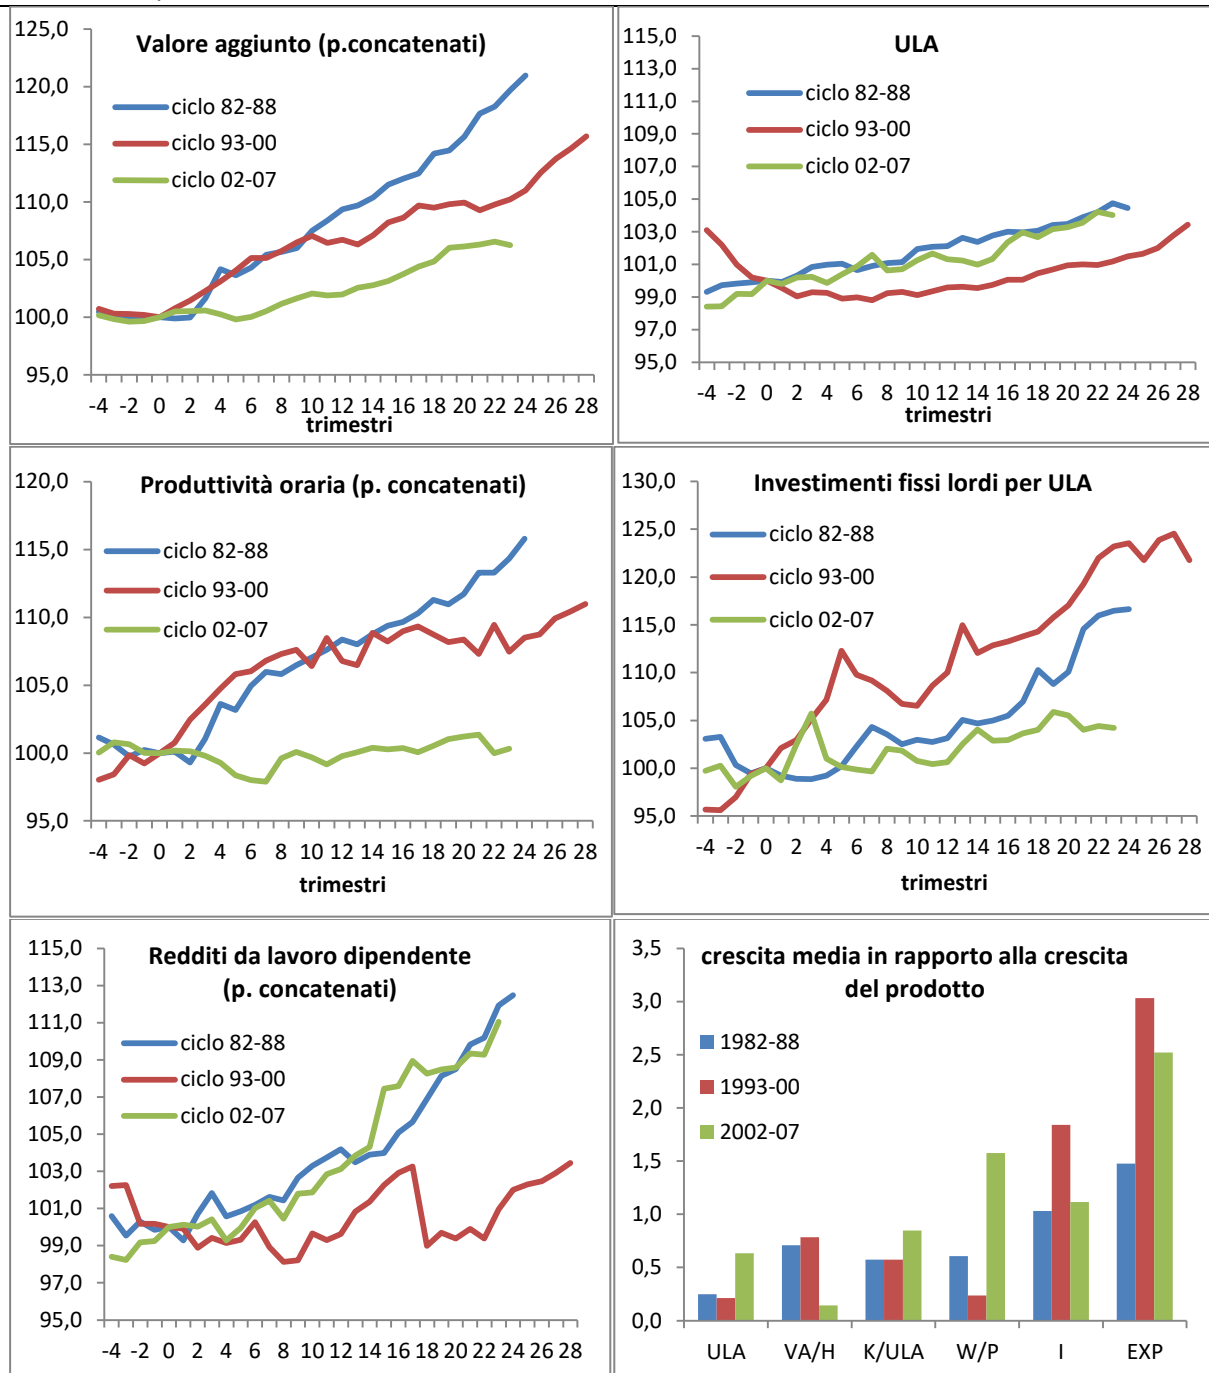 Valore aggiunto (p.concatenati)
125,0
120,0
115,0
110,0
105,0
100,0
95,0
ciclo 82-88
ciclo 93-00
ciclo 02-07
-4 -2 0 2 4 6 8 10 12 14 16 18 20 22 24 26 28
trimestri
ULA
115,0
113,0
111,0
109,0
107,0
105,0
103,0
101,0
99,0
97,0
95,0
ciclo 82-88
ciclo 93-00
ciclo 02-07
-4 -2 0 2 4 6 8 10 12 14 16 18 20 22 24 26 28
trimestri
Produttività oraria (p. concatenati)
120,0
115,0
110,0
105,0
100,0
95,0
ciclo 82-88
ciclo 93-00
ciclo 02-07
-4 -2 0 2 4 6 8 10 12 14 16 18 20 22 24 26 28
trimestri
Investimenti fissi lordi per ULA
130,0
125,0
120,0
115,0
110,0
105,0
100,0
95,0
ciclo 82-88
ciclo 93-00
ciclo 02-07
-4 -2 0 2 4 6 8 10 12 14 16 18 20 22 24 26 28
trimestri
Redditi da lavoro dipendente
(p. concatenati)
115,0
113,0
111,0
109,0
107,0
105,0
103,0
101,0
99,0
97,0
95,0
ciclo 82-88
ciclo 93-00
ciclo 02-07
-4 -2 0 2 4 6 8 10 12 14 16 18 20 22 24 26 28
crescita media in rapporto alla crescita
del prodotto
3,5
3,0
2,5
2,0
1,5
1,0
0,5
0,0
1982-88
1993-00
2002-07
ULA VA/H K/ULA W/P I EXP